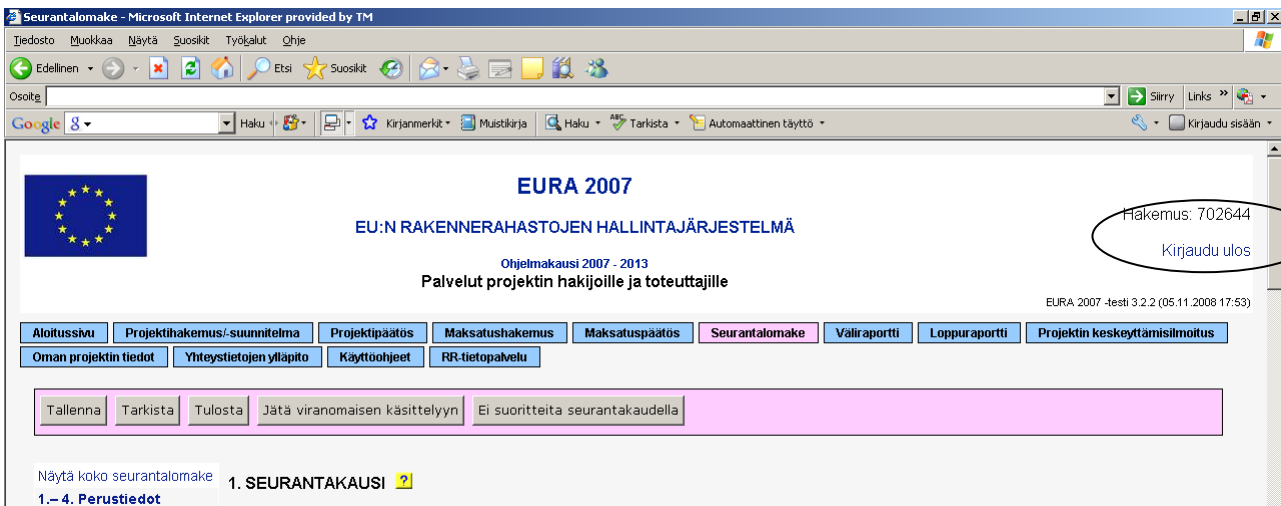 Seurantalomake - Microsoft Internet Explorer provided by TM
Tiedosto Muokkaa Näytä Suosikit Työkalut Ohje
Edellinen Etsi Suosikit
Osoite Siirry Links »
Google Haku Kirjanmerkit Muistikirja Haku Tarkista Automaattinen täyttö Kirjaudu sisään
EURA 2007
EU:N RAKENNERAHASTOJEN HALLINTAJÄRJESTELMÄ
Hakemus: 702644
Kirjaudu ulos
Ohjelmakausi 2007 - 2013
Palvelut projektin hakijoille ja toteuttajille
EURA 2007 -testi 3.2.2 (05.11.2008 17:53)
Aloitussivu Projektihakemus/-suunnitelma Projektipäätös Maksatushakemus Maksatuspäätös Seurantalomake Väliraportti Loppuraportti Projektin keskeyttämisilmoitus
Oman projektin tiedot Yhteystietojen ylläpito Käyttöohjeet RR-tietopalvelu
Tallenna Tarkista Tulosta Jätä viranomaisen käsittelyyn Ei suoritteita seurantakaudella
Näytä koko seurantalomake
1. SEURANTAKAUSI ?
1.– 4. Perustiedot